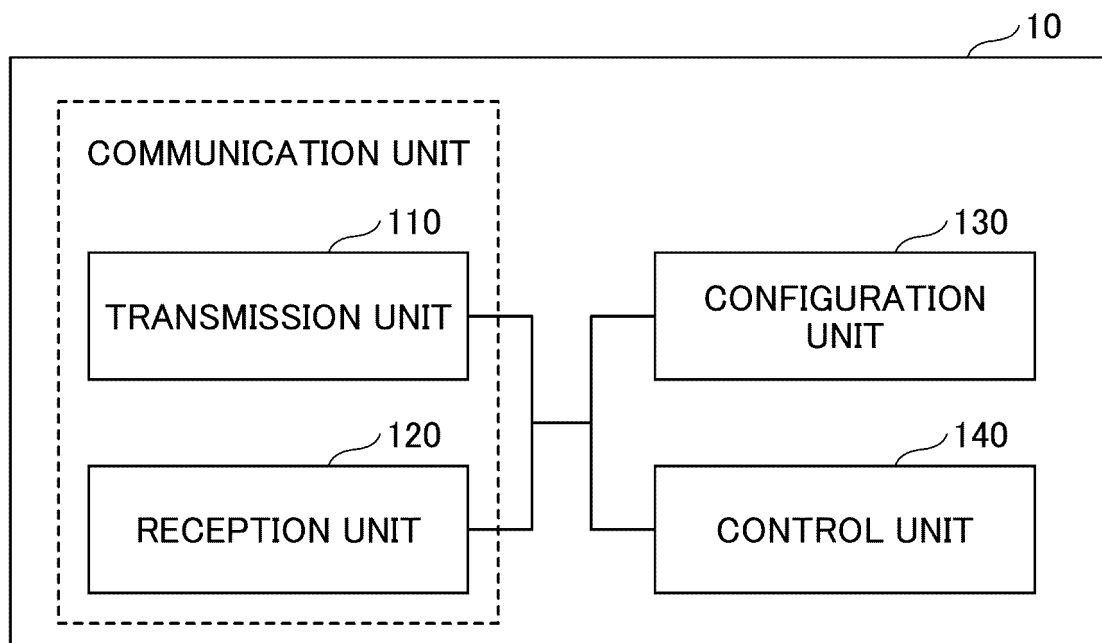 10
COMMUNICATION UNIT
110
TRANSMISSION UNIT
130
CONFIGURATION
UNIT
120
RECEPTION UNIT
140
CONTROL UNIT